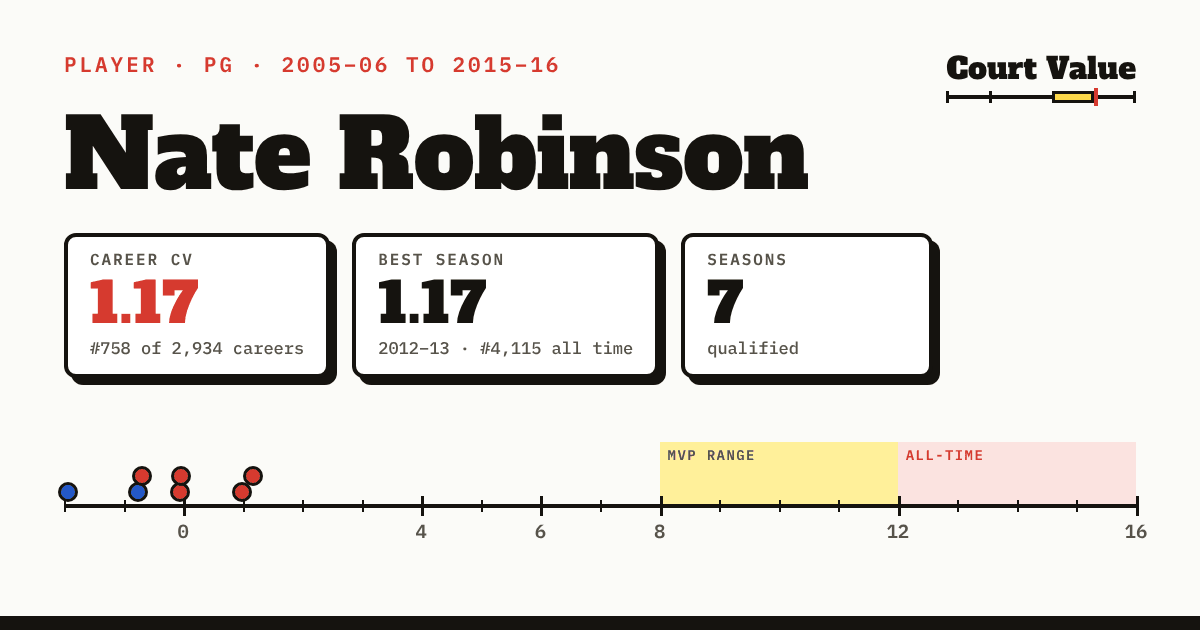 PLAYER · PG · 2005–06 TO 2015–16
Court Value
Nate Robinson
CAREER CV
1.17
#758 of 2,934 careers
BEST SEASON
1.17
2012–13 · #4,115 all time
SEASONS
7
qualified
MVP RANGE
ALL-TIME
0 4 6 8 12 16